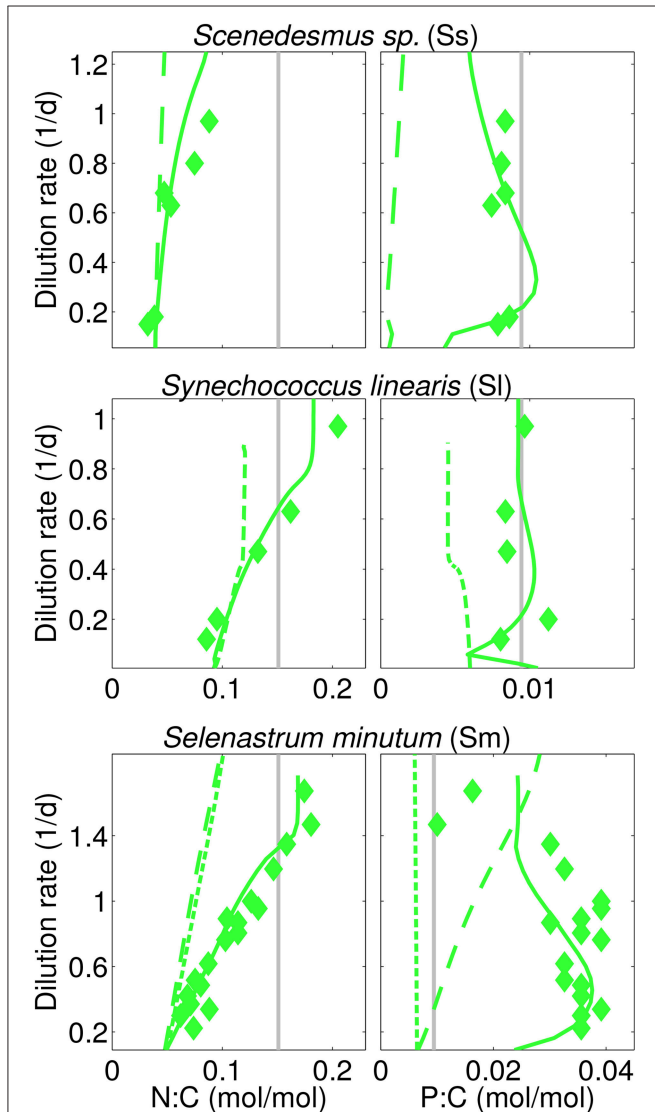 Scenedesmus sp. (Ss)
1.2
1
0.8
0.6
0.4
0.2
Dilution rate (1/d)
Synechococcus linearis (Sl)
1
0.8
0.6
0.4
0.2
Dilution rate (1/d)
0 0.1 0.2 0.01
Selenastrum minutum (Sm)
1.4
1
0.6
0.2
Dilution rate (1/d)
0 0.1 0.2 0.02 0.04
N:C (mol/mol) P:C (mol/mol)